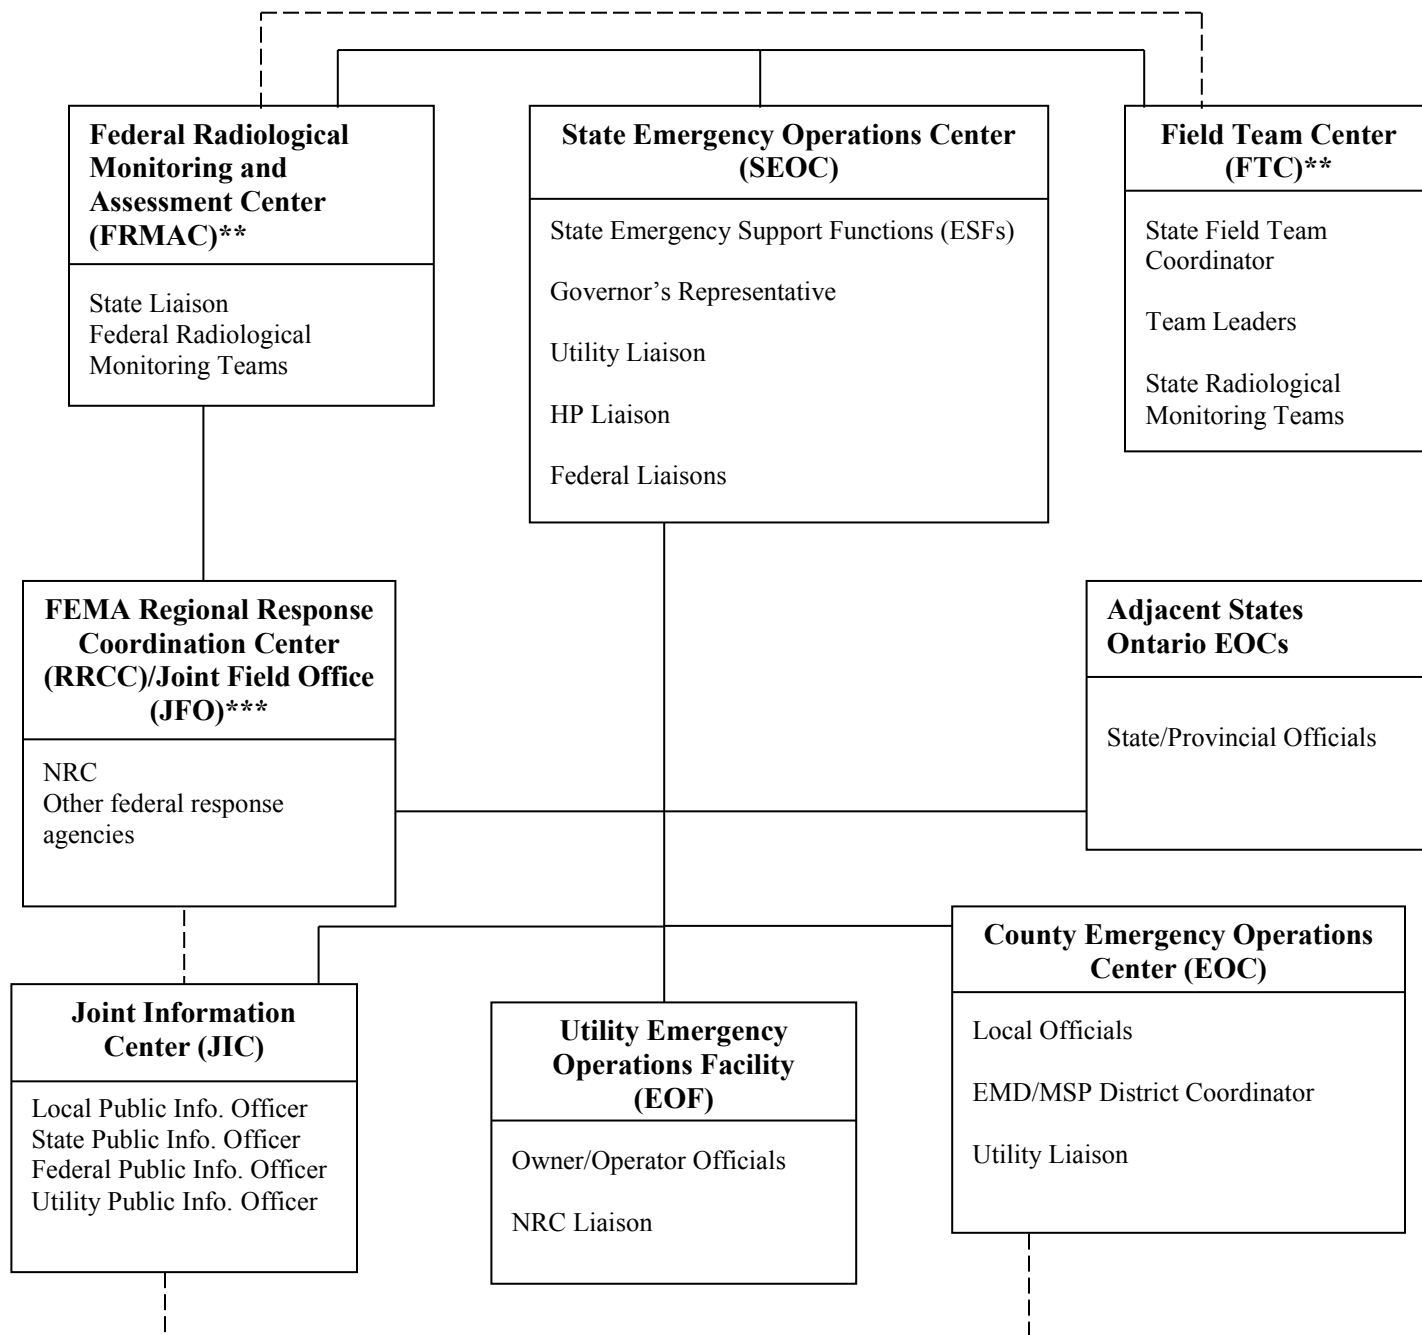 Federal Radiological
Monitoring and
Assessment Center
(FRMAC)**
State Liaison
Federal Radiological
Monitoring Teams
State Emergency Operations Center
(SEOC)
State Emergency Support Functions (ESFs)
Governor’s Representative
Utility Liaison
HP Liaison
Federal Liaisons
Field Team Center
(FTC)**
State Field Team
Coordinator
Team Leaders
State Radiological
Monitoring Teams
FEMA Regional Response
Coordination Center
(RRCC)/Joint Field Office
(JFO)***
NRC
Other federal response
agencies
Adjacent States
Ontario EOCs
State/Provincial Officials
Joint Information
Center (JIC)
Local Public Info. Officer
State Public Info. Officer
Federal Public Info. Officer
Utility Public Info. Officer
Utility Emergency
Operations Facility
(EOF)
Owner/Operator Officials
NRC Liaison
County Emergency Operations
Center (EOC)
Local Officials
EMD/MSP District Coordinator
Utility Liaison